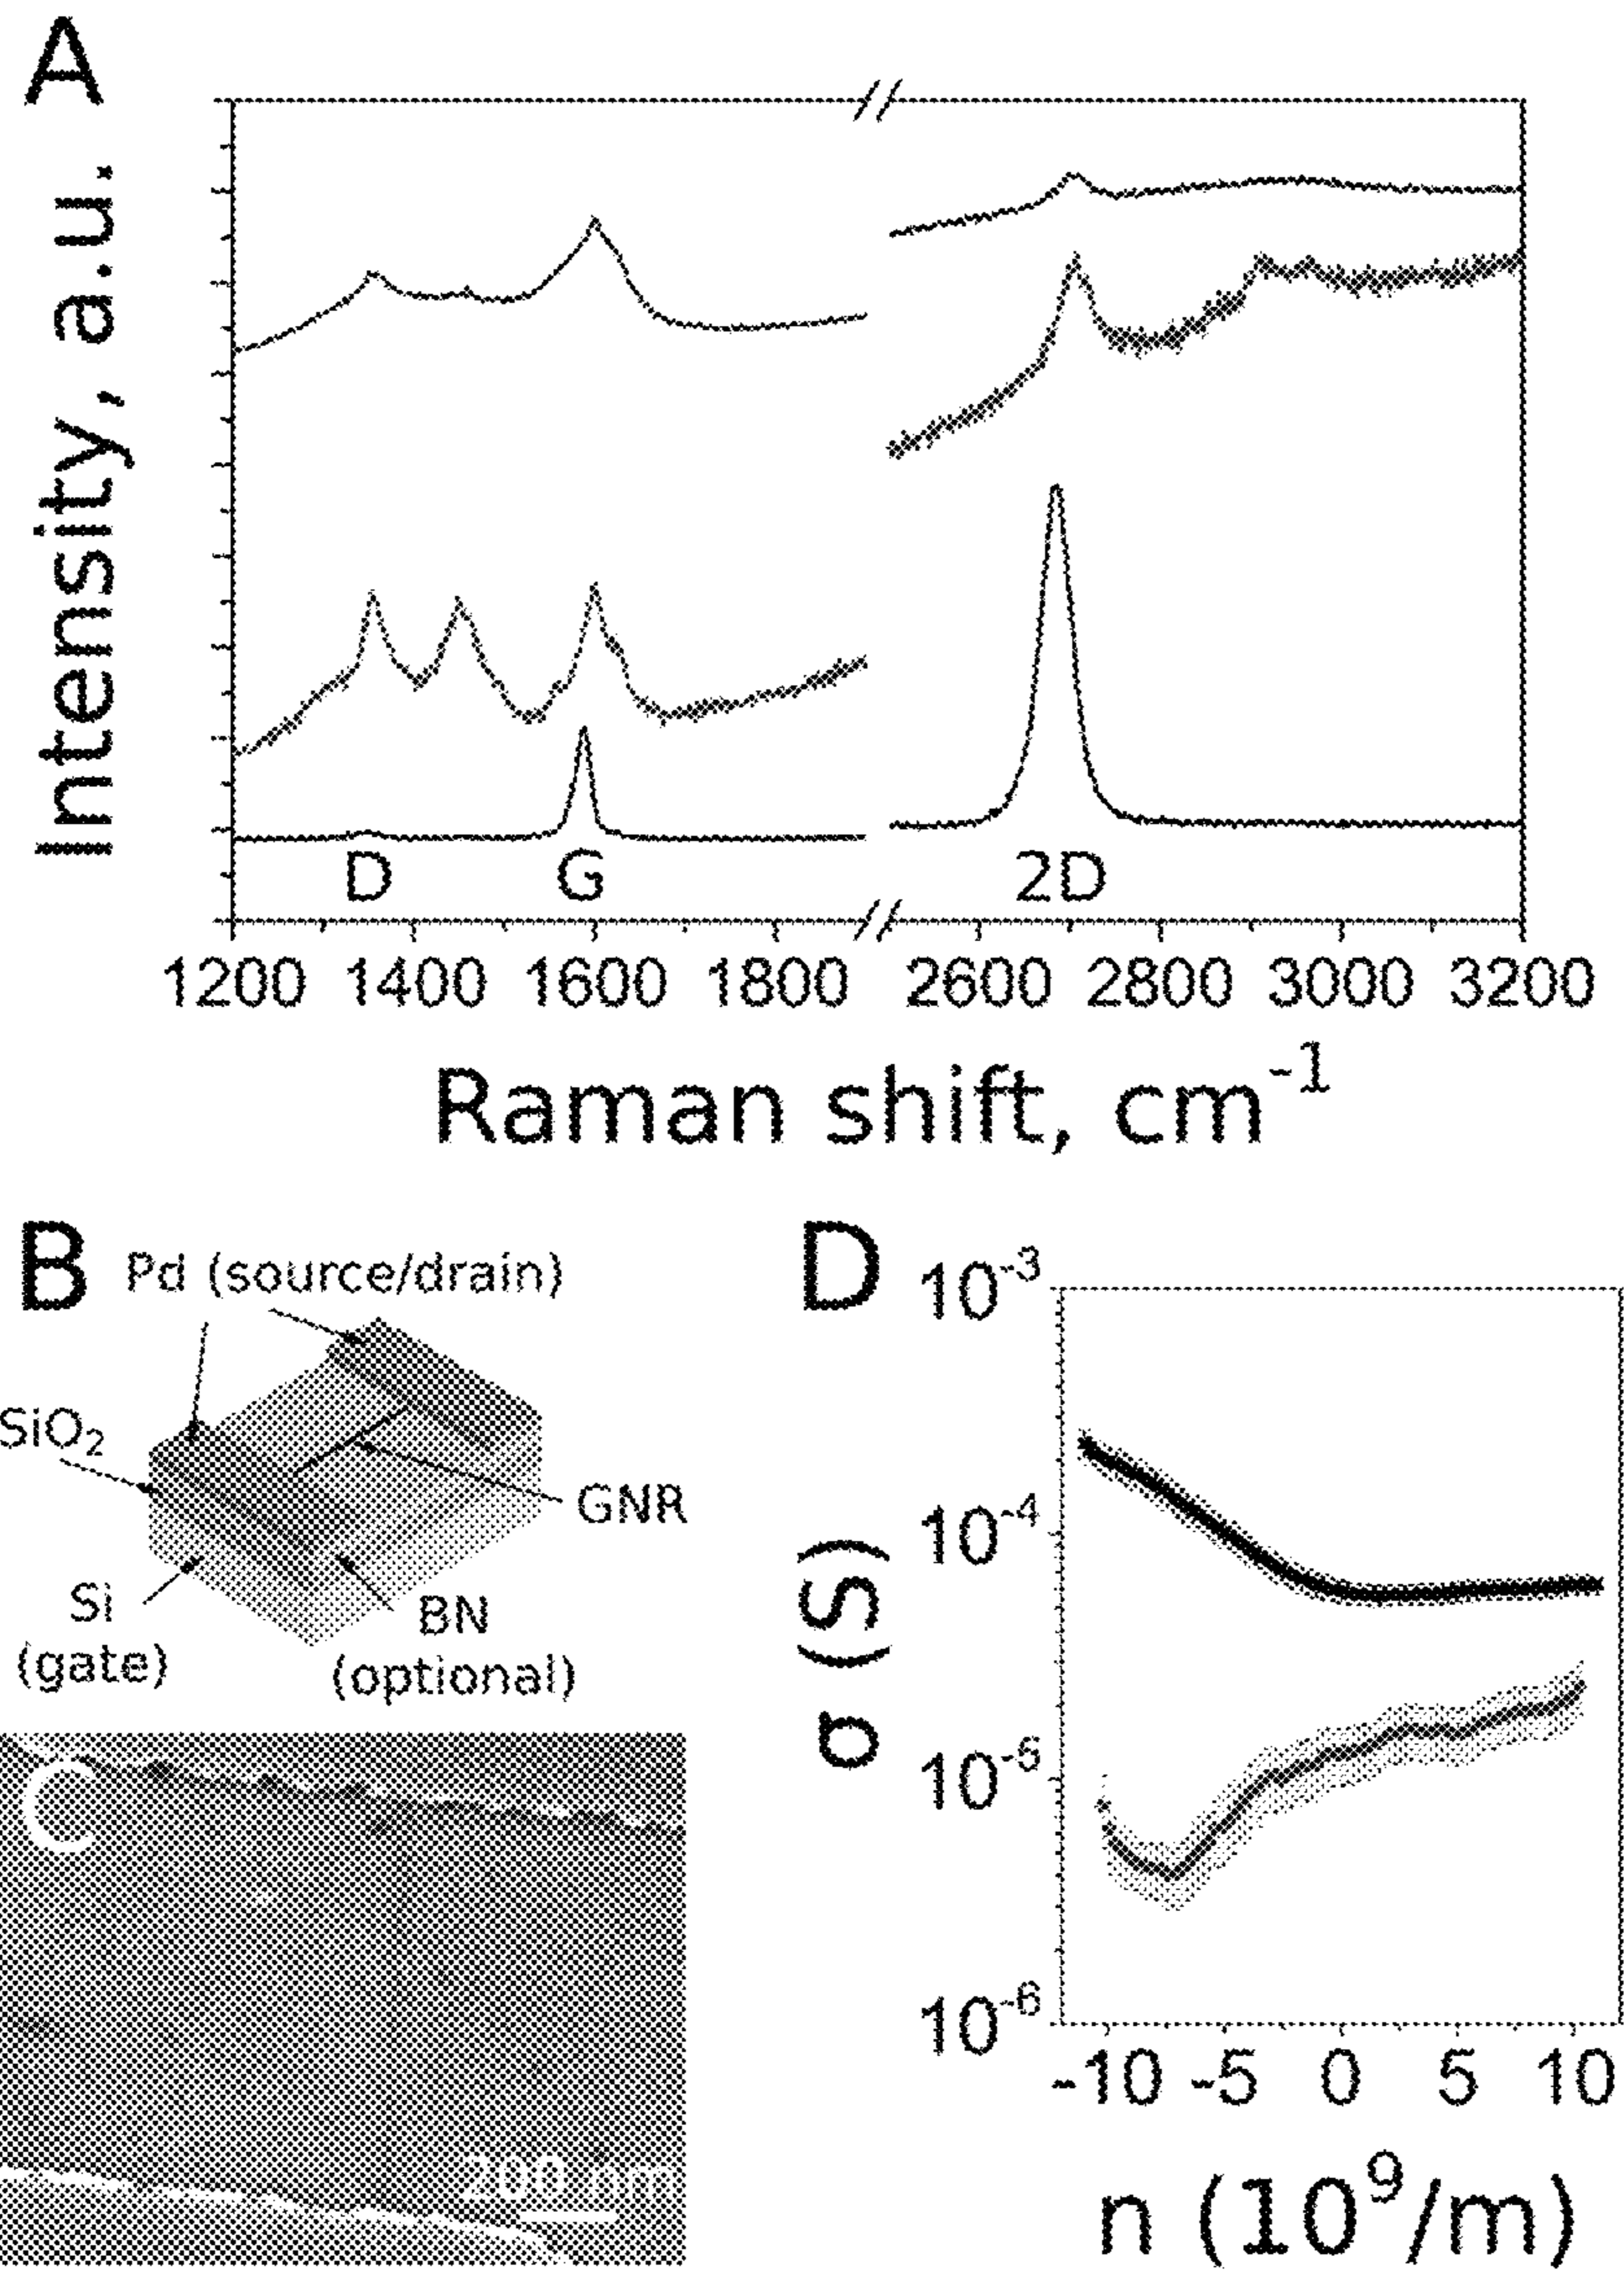 A
Intensity, a.u.
D G 2D
1200 1400 1600 1800 2600 2800 3000 3200
Raman shift, cm⁻¹
B
Pd (source/drain)
SiO₂
GNR
Si
(gate)
BN
(optional)
C
200 nm
D
10⁻³
10⁻⁴
10⁻⁵
10⁻⁶
σ (S)
-10 -5 0 5 10
n (10⁹/m)